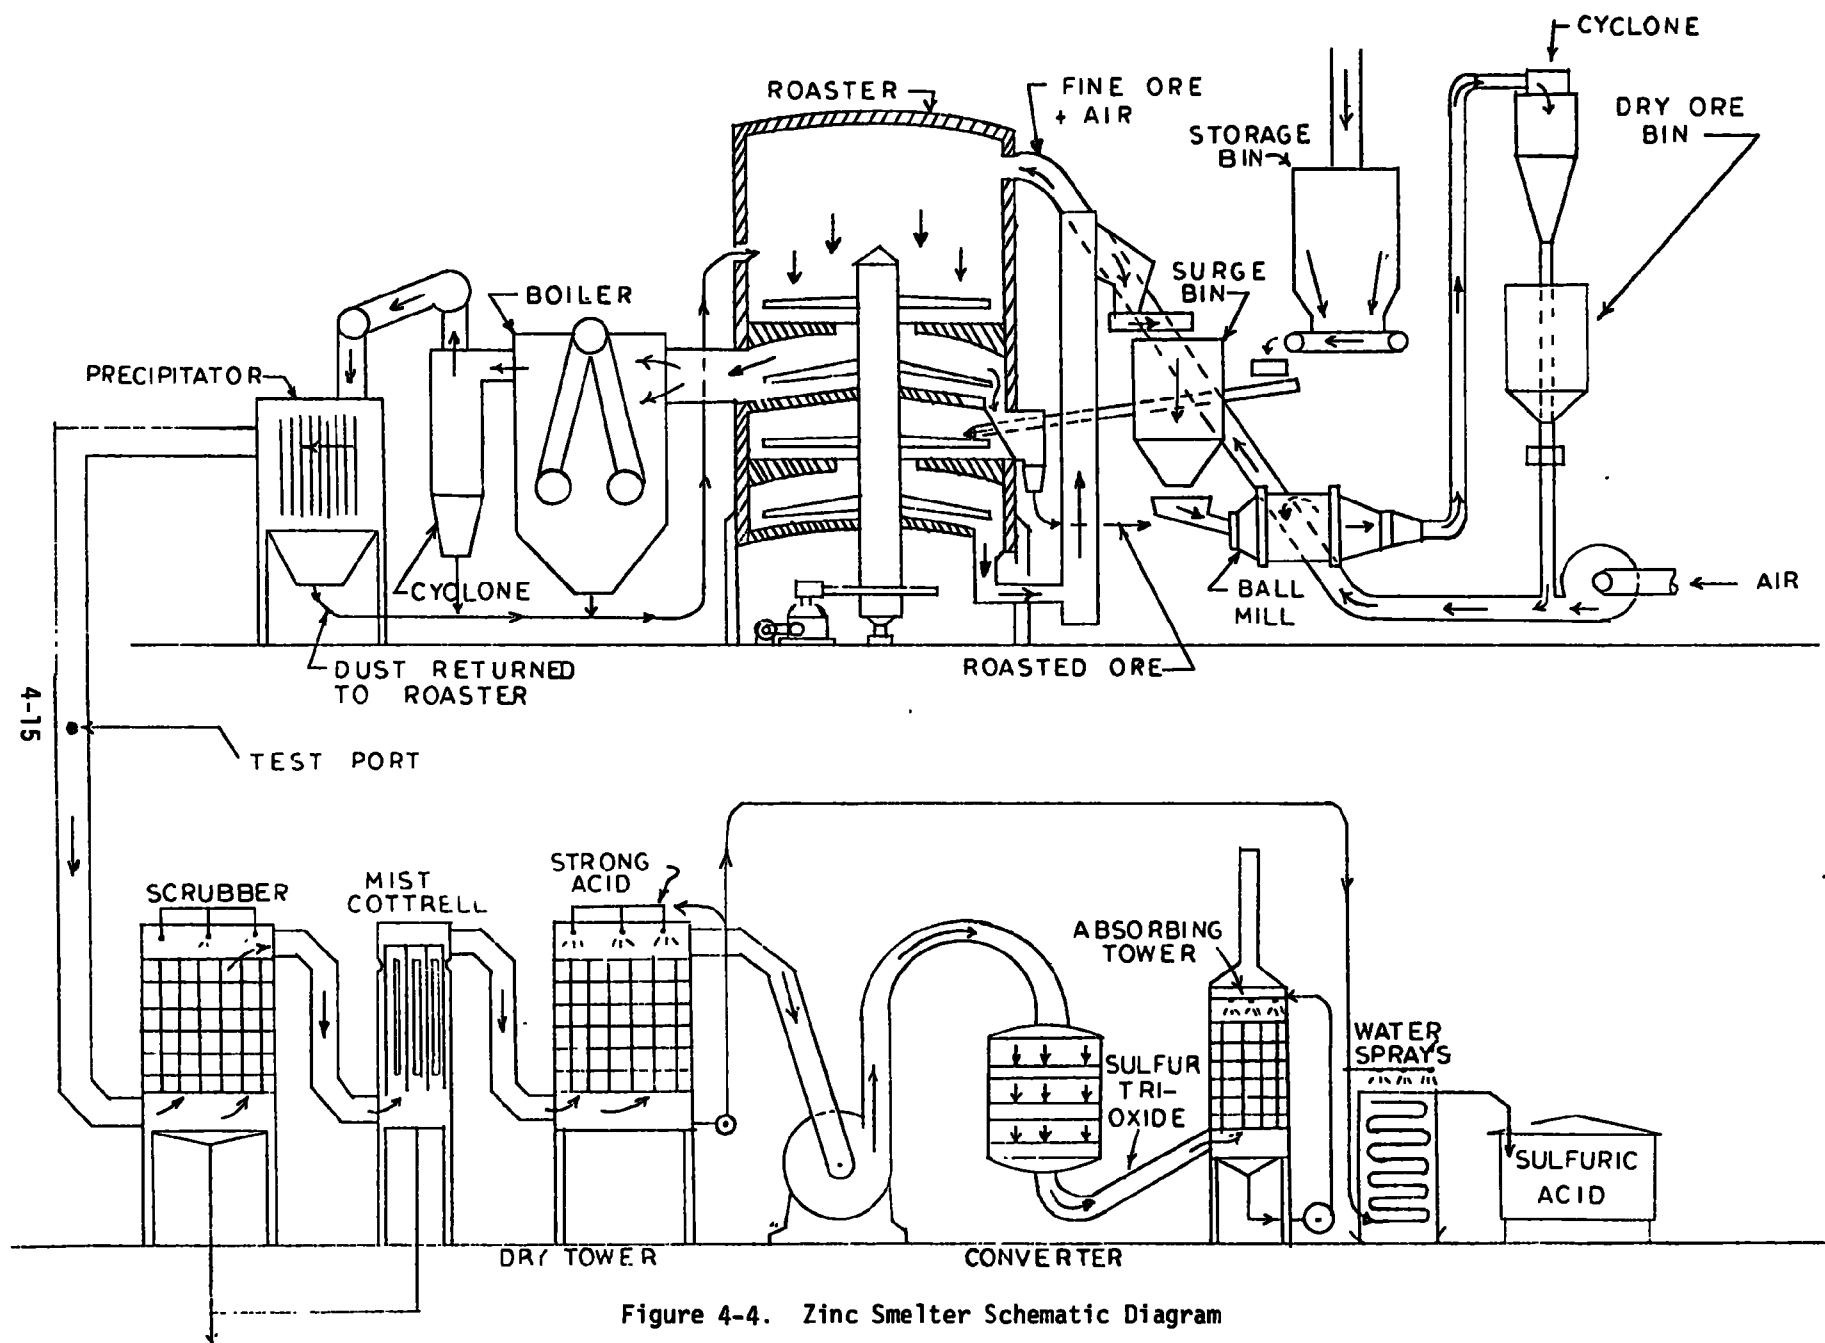 CYCLONE
ROASTER
FINE ORE
+ AIR
STORAGE
BIN
DRY ORE
BIN
SURGE
BIN
BOILER
PRECIPITATOR
CYCLONE
BALL
MILL
AIR
ROASTED ORE
DUST RETURNED
TO ROASTER
4-15
TEST PORT
SCRUBBER
MIST
COTTRELL
STRONG
ACID
ABSORBING
TOWER
WATER
SPRAYS
SULFUR
TRI-
OXIDE
SULFURIC
ACID
DRY TOWER
CONVERTER
Figure 4-4. Zinc Smelter Schematic Diagram